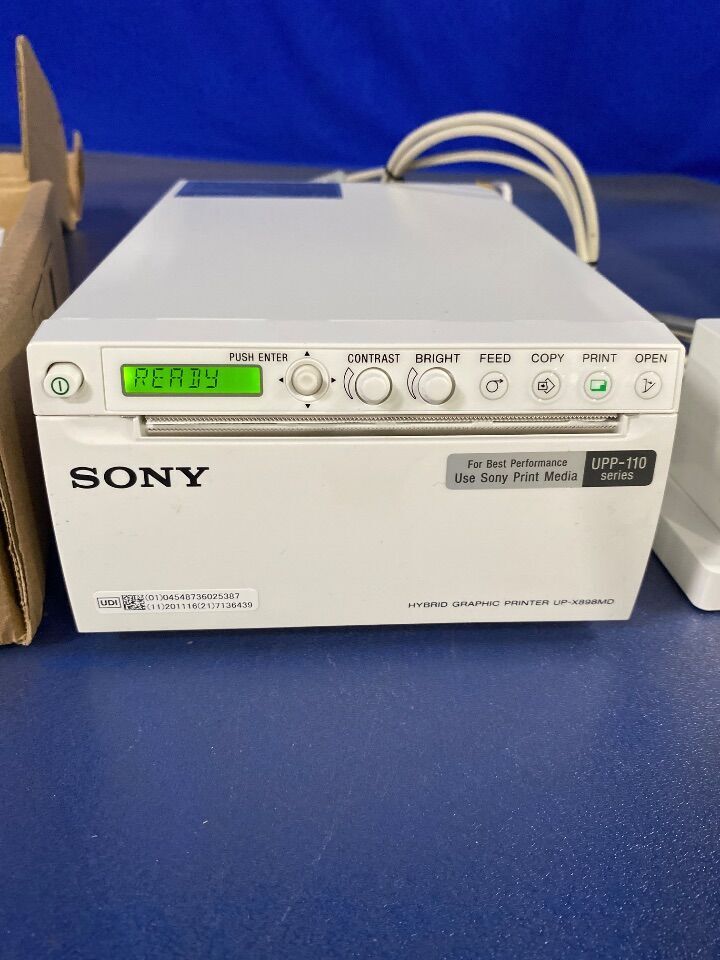 PUSH ENTER
CONTRAST
BRIGHT
FEED
COPY
PRINT
OPEN
READY
SONY
For Best Performance
Use Sony Print Media
UPP-110
series
UDI
(01)04548736025387
(11)201116(21)7136439
HYBRID GRAPHIC PRINTER UP-X898MD